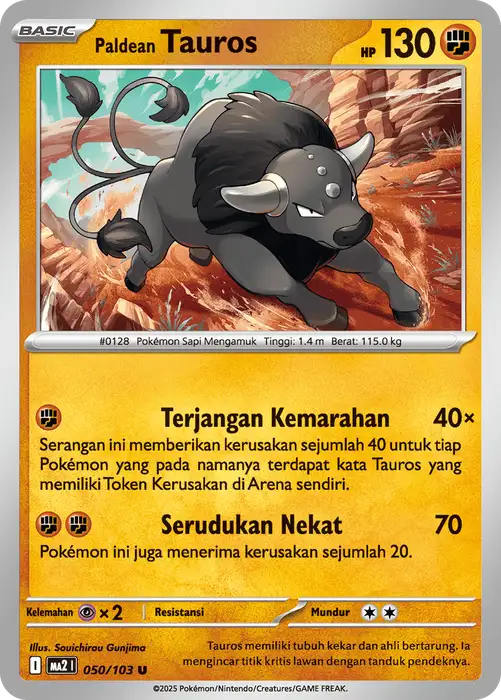 BASIC
Paldean Tauros HP 130
#0128 Pokémon Sapi Mengamuk Tinggi: 1.4 m Berat: 115.0 kg
Terjangan Kemarahan 40×
Serangan ini memberikan kerusakan sejumlah 40 untuk tiap
Pokémon yang pada namanya terdapat kata Tauros yang
memiliki Token Kerusakan di Arena sendiri.
Serudukan Nekat 70
Pokémon ini juga menerima kerusakan sejumlah 20.
Kelemahan ×2 Resistansi Mundur
Illus. Souichirou Gunjima
Tauros memiliki tubuh kekar dan ahli bertarung. Ia
mengincar titik kritis lawan dengan tanduk pendeknya.
I MA2 I 050/103 U
©2025 Pokémon/Nintendo/Creatures/GAME FREAK.